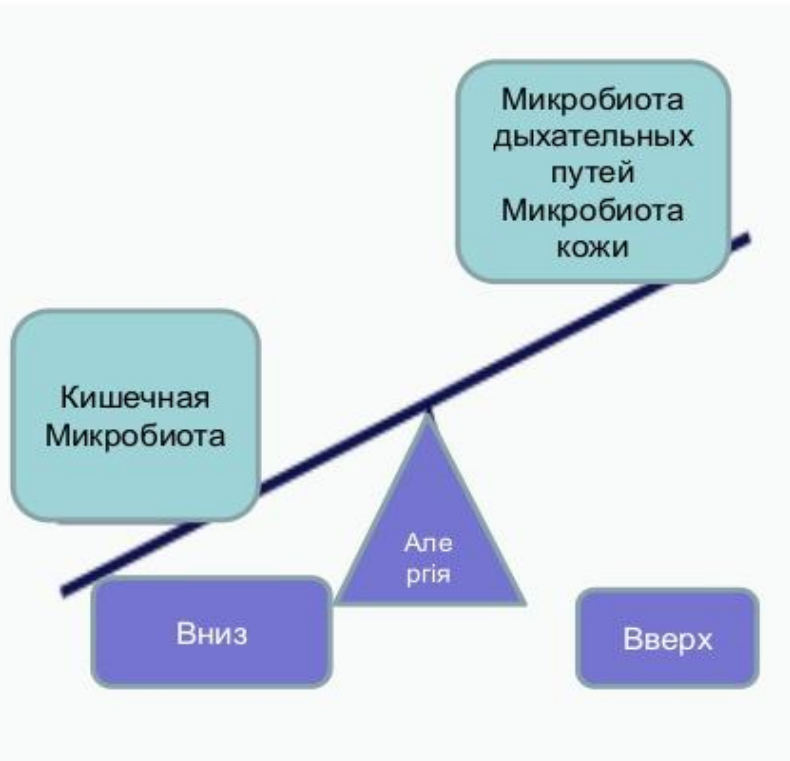 Микробиота
дыхательных
путей
Микробиота
кожи
Кишечная
Микробиота
Але
ргія
Вниз
Вверх